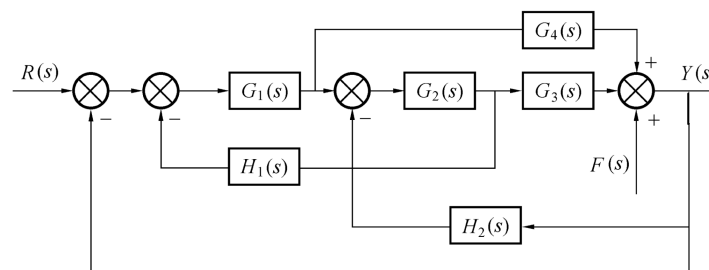 G₄(s)
+
R(s)
G₁(s)
G₂(s)
G₃(s)
Y(s
−
−
−
+
H₁(s)
F(s)
H₂(s)